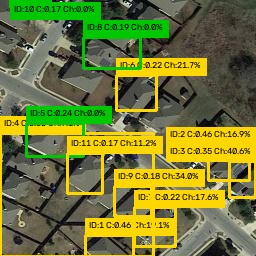 ID:10 C:0.17 Ch:0.0%
ID:8 C:0.19 Ch:0.0%
ID:6 C:0.22 Ch:21.7%
ID:5 C:0.24 Ch:0.0%
ID:4
ID:2 C:0.46 Ch:16.9%
ID:11 C:0.17 Ch:11.2%
ID:3 C:0.35 Ch:40.6%
ID:9 C:0.18 Ch:34.0%
C:0.22 Ch:17.6%
ID:1 C:0.46